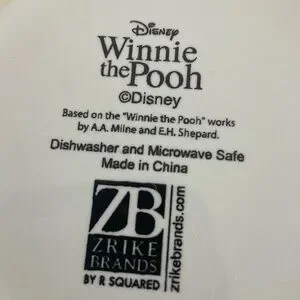 Disney
Winnie
the Pooh
©Disney
Based on the "Winnie the Pooh" works
by A.A. Milne and E.H. Shepard.
Dishwasher and Microwave Safe
Made in China
ZB
ZRIKE
BRANDS
BY R SQUARED
zrikebrands.com